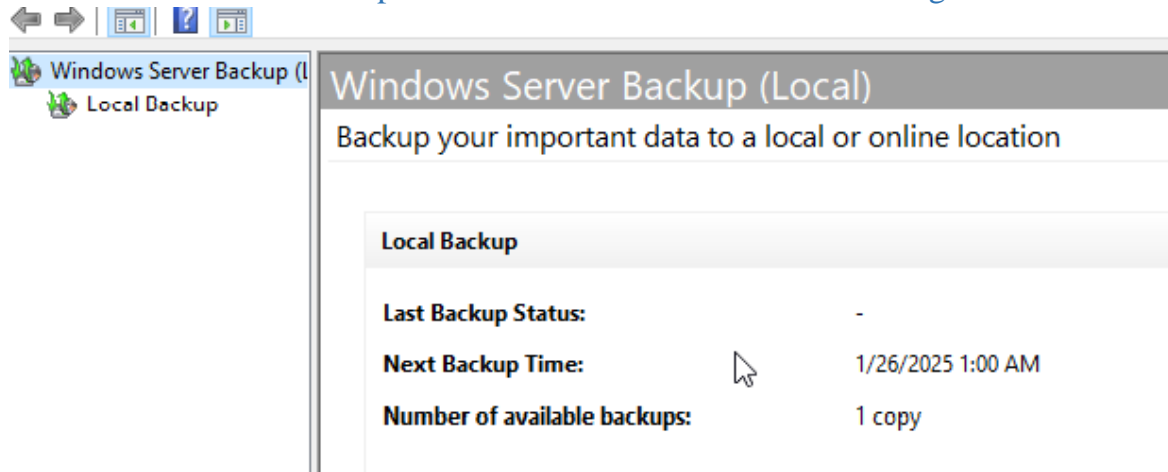 Windows Server Backup (L
Local Backup
Windows Server Backup (Local)
Backup your important data to a local or online location
Local Backup
Last Backup Status: -
Next Backup Time: 1/26/2025 1:00 AM
Number of available backups: 1 copy